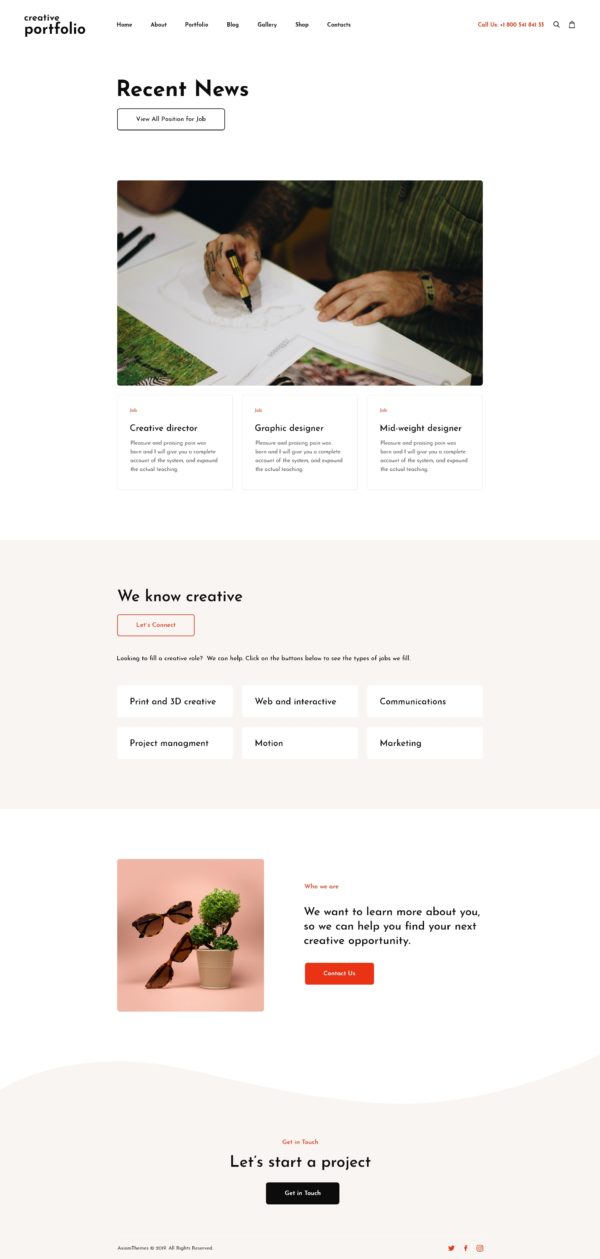 creative
portfolio
Home About Portfolio Blog Gallery Shop Contacts
Call Us: +1 800 541 841 33
Recent News
View All Position for Job
Job
Creative director
Pleasure and praising pain was
born and I will give you a complete
account of the system, and expound
the actual teaching.
Job
Graphic designer
Pleasure and praising pain was
born and I will give you a complete
account of the system, and expound
the actual teaching.
Job
Mid-weight designer
Pleasure and praising pain was
born and I will give you a complete
account of the system, and expound
the actual teaching.
We know creative
Let's Connect
Looking to fill a creative role? We can help. Click on the buttons below to see the types of jobs we fill.
Print and 3D creative
Web and interactive
Communications
Project managment
Motion
Marketing
Who we are
We want to learn more about you,
so we can help you find your next
creative opportunity.
Contact Us
Get in Touch
Let's start a project
Get in Touch
AxiomThemes © 2019. All Rights Reserved.